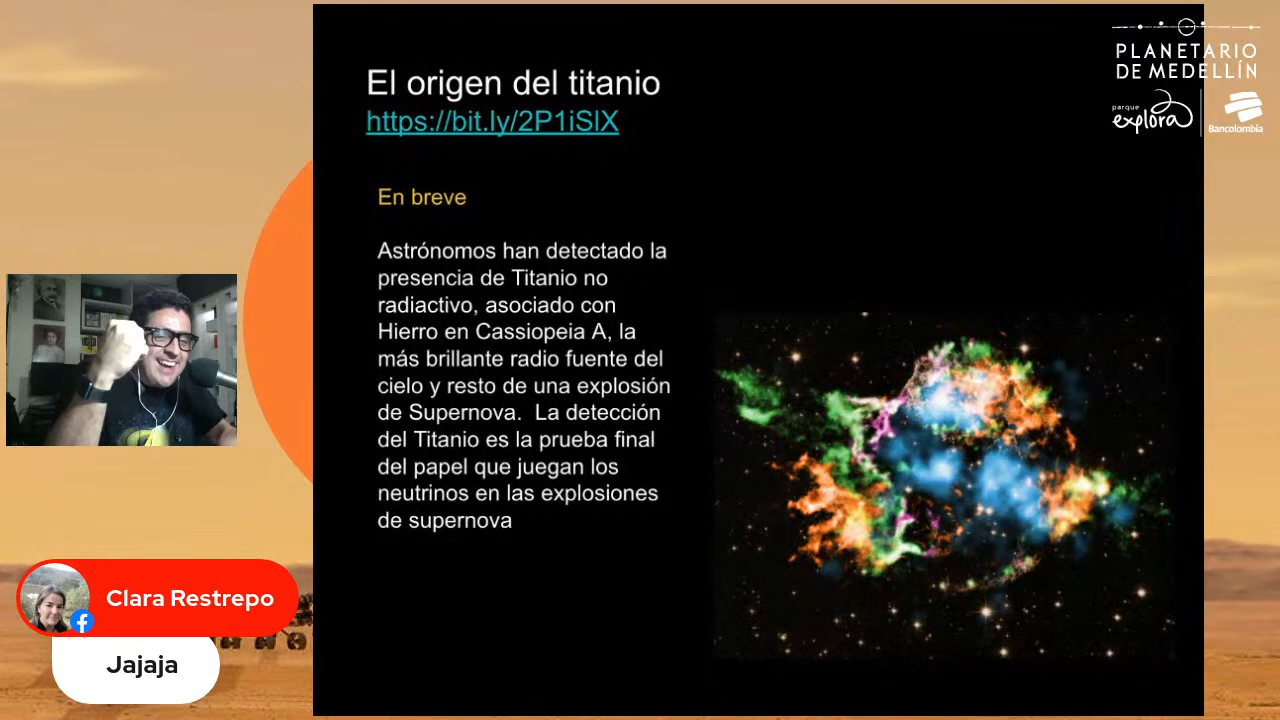 El origen del titanio
https://bit.ly/2P1iSlX
En breve
Astrónomos han detectado la
presencia de Titanio no
radiactivo, asociado con
Hierro en Cassiopeia A, la
más brillante radio fuente del
cielo y resto de una explosión
de Supernova.  La detección
del Titanio es la prueba final
del papel que juegan los
neutrinos en las explosiones
de supernova
PLANETARIO
DE MEDELLÍN
parque
explora
Bancolombia
Clara Restrepo
Jajaja